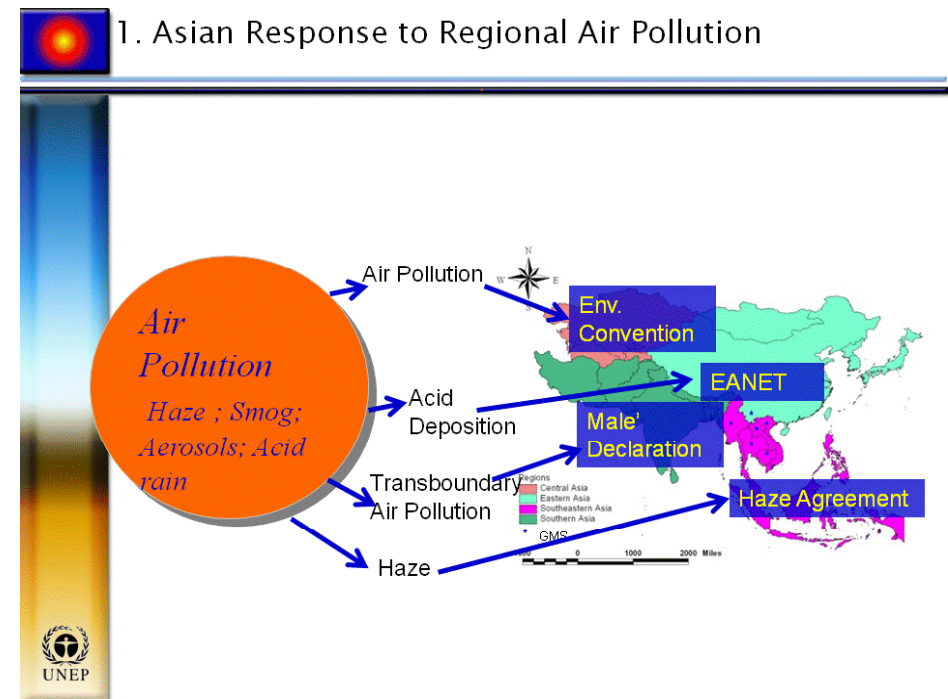 1. Asian Response to Regional Air Pollution
Air
Pollution
Haze ; Smog;
Aerosols; Acid
rain
Air Pollution
Acid
Deposition
Transboundary
Air Pollution
Haze
N
W
E
S
Env.
Convention
EANET
Male'
Declaration
Haze Agreement
Regions
Central Asia
Eastern Asia
Southeastern Asia
Southern Asia
GMS
1000 0 1000 2000 Miles
UNEP